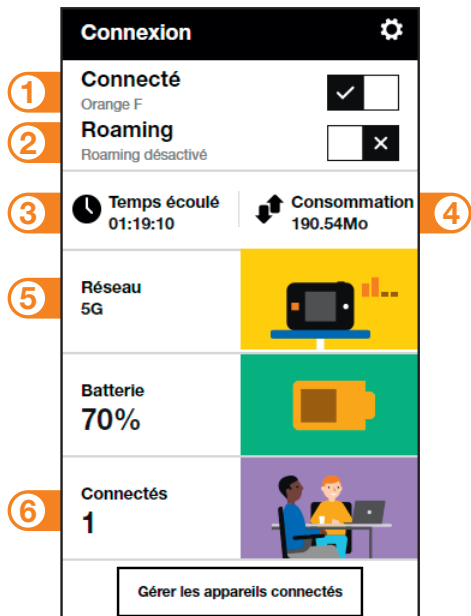 Connexion
1
Connecté
Orange F
2
Roaming
Roaming désactivé
3
Temps écoulé
01:19:10
Consommation
190.54Mo
4
5
Réseau
5G
Batterie
70%
6
Connectés
1
Gérer les appareils connectés